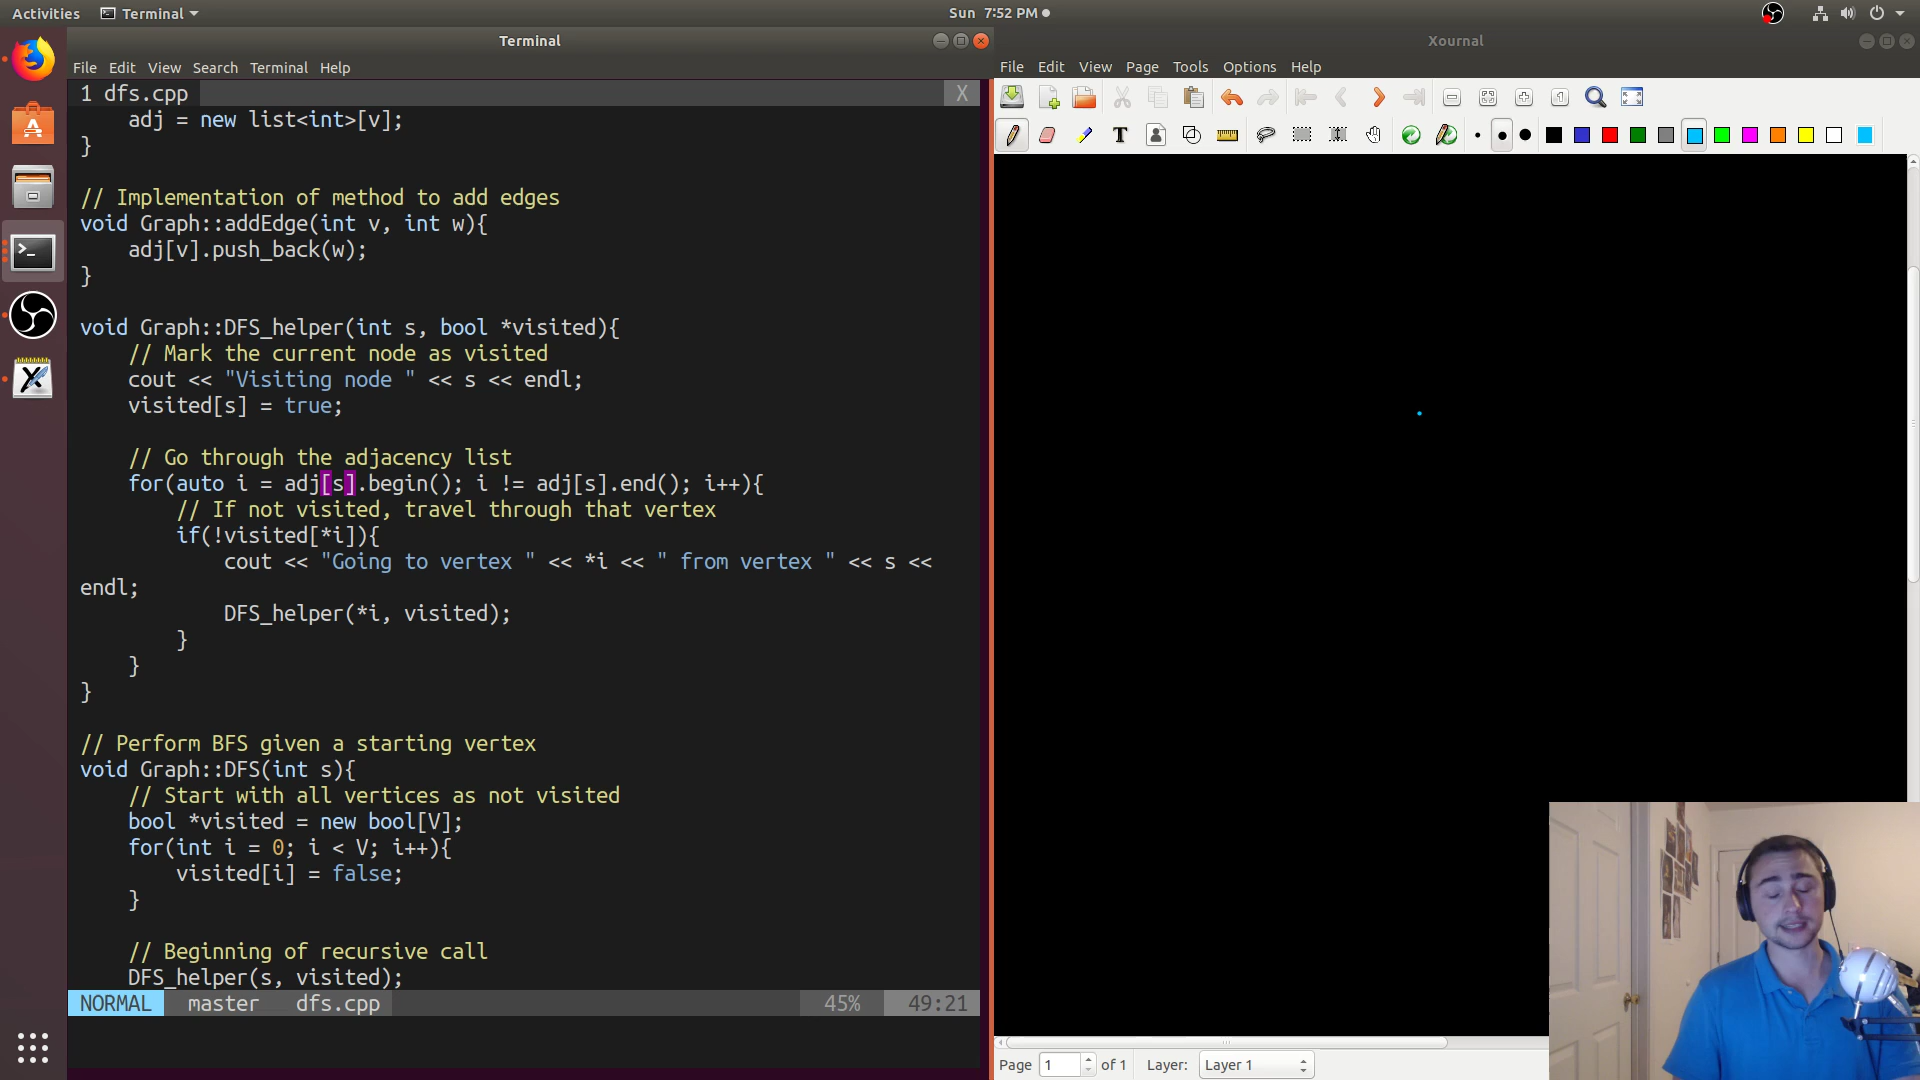 Activities
Terminal
Sun 7:52 PM
Terminal
File Edit View Search Terminal Help
1 dfs.cpp X
adj = new list<int>[v];
}
// Implementation of method to add edges
void Graph::addEdge(int v, int w){
adj[v].push_back(w);
}
void Graph::DFS_helper(int s, bool *visited){
// Mark the current node as visited
cout << "Visiting node " << s << endl;
visited[s] = true;
// Go through the adjacency list
for(auto i = adj[s].begin(); i != adj[s].end(); i++){
// If not visited, travel through that vertex
if(!visited[*i]){
cout << "Going to vertex " << *i << " from vertex " << s <<
endl;
DFS_helper(*i, visited);
}
}
}
// Perform BFS given a starting vertex
void Graph::DFS(int s){
// Start with all vertices as not visited
bool *visited = new bool[V];
for(int i = 0; i < V; i++){
visited[i] = false;
}
// Beginning of recursive call
DFS_helper(s, visited);
NORMAL master dfs.cpp 45% 49:21
Xournal
File Edit View Page Tools Options Help
Page 1 of 1 Layer: Layer 1